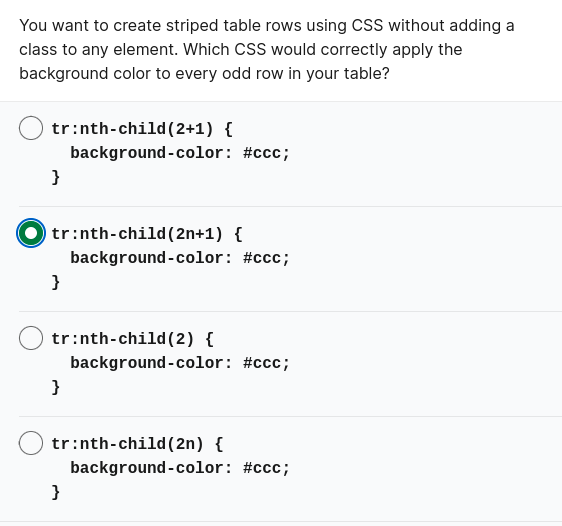 You want to create striped table rows using CSS without adding a
class to any element. Which CSS would correctly apply the
background color to every odd row in your table?
tr:nth-child(2+1) {
  background-color: #ccc;
}
tr:nth-child(2n+1) {
  background-color: #ccc;
}
tr:nth-child(2) {
  background-color: #ccc;
}
tr:nth-child(2n) {
  background-color: #ccc;
}